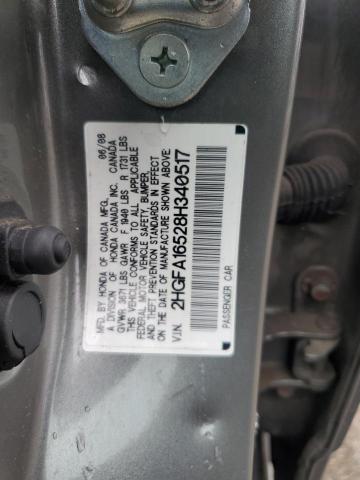 MFD. BY HONDA OF CANADA MFG. 06/08
A DIVISION OF HONDA CANADA INC. CANADA
GVWR 3671 LBS GAWR F 1940 LBS R 1731 LBS
THIS VEHICLE CONFORMS TO ALL APPLICABLE
FEDERAL MOTOR VEHICLE SAFETY, BUMPER,
AND THEFT PREVENTION STANDARDS IN EFFECT
ON THE DATE OF MANUFACTURE SHOWN ABOVE.
V.I.N. 2HGFA16528H340517
PASSENGER CAR